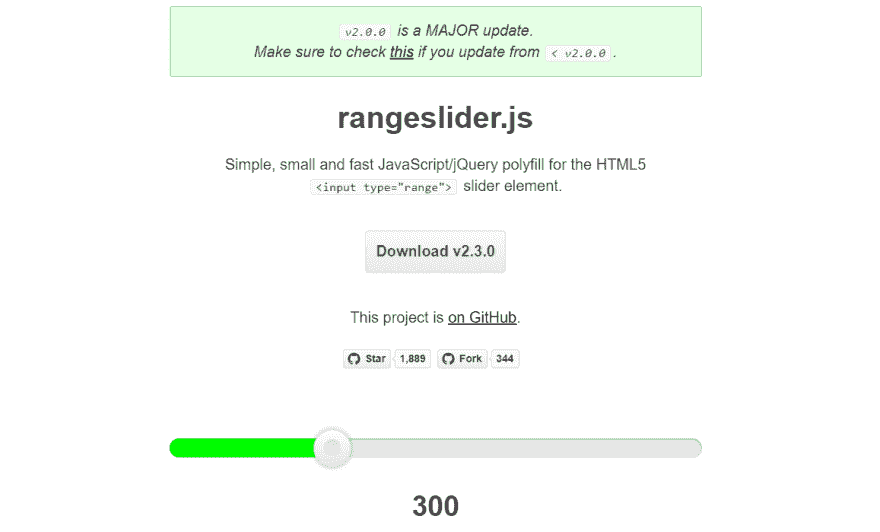 v2.0.0 is a MAJOR update.
Make sure to check this if you update from < v2.0.0 .
rangeslider.js
Simple, small and fast JavaScript/jQuery polyfill for the HTML5
<input type="range"> slider element.
Download v2.3.0
This project is on GitHub.
Star 1,889 Fork 344
300